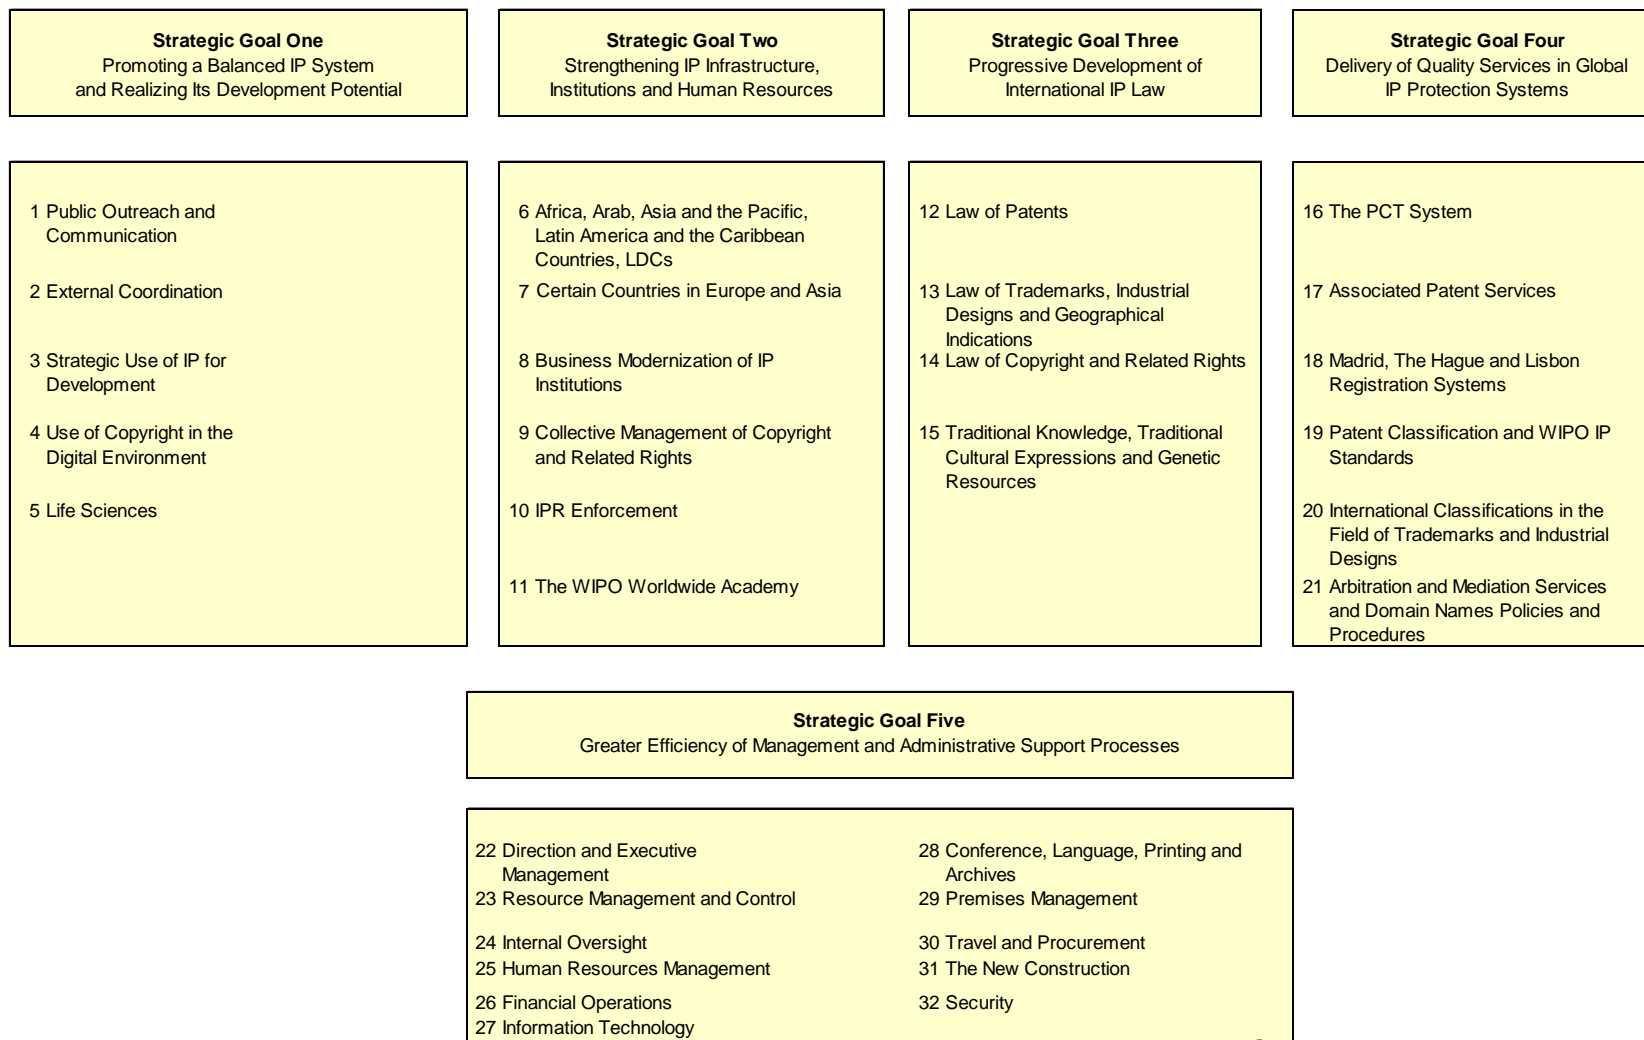 Strategic Goal One
Promoting a Balanced IP System
and Realizing Its Development Potential
Strategic Goal Two
Strengthening IP Infrastructure,
Institutions and Human Resources
Strategic Goal Three
Progressive Development of
International IP Law
Strategic Goal Four
Delivery of Quality Services in Global
IP Protection Systems
1 Public Outreach and
Communication
2 External Coordination
3 Strategic Use of IP for
Development
4 Use of Copyright in the
Digital Environment
5 Life Sciences
6 Africa, Arab, Asia and the Pacific,
Latin America and the Caribbean
Countries, LDCs
7 Certain Countries in Europe and Asia
8 Business Modernization of IP
Institutions
9 Collective Management of Copyright
and Related Rights
10 IPR Enforcement
11 The WIPO Worldwide Academy
12 Law of Patents
13 Law of Trademarks, Industrial
Designs and Geographical
Indications
14 Law of Copyright and Related Rights
15 Traditional Knowledge, Traditional
Cultural Expressions and Genetic
Resources
16 The PCT System
17 Associated Patent Services
18 Madrid, The Hague and Lisbon
Registration Systems
19 Patent Classification and WIPO IP
Standards
20 International Classifications in the
Field of Trademarks and Industrial
Designs
21 Arbitration and Mediation Services
and Domain Names Policies and
Procedures
Strategic Goal Five
Greater Efficiency of Management and Administrative Support Processes
22 Direction and Executive
Management
23 Resource Management and Control
24 Internal Oversight
25 Human Resources Management
26 Financial Operations
27 Information Technology
28 Conference, Language, Printing and
Archives
29 Premises Management
30 Travel and Procurement
31 The New Construction
32 Security